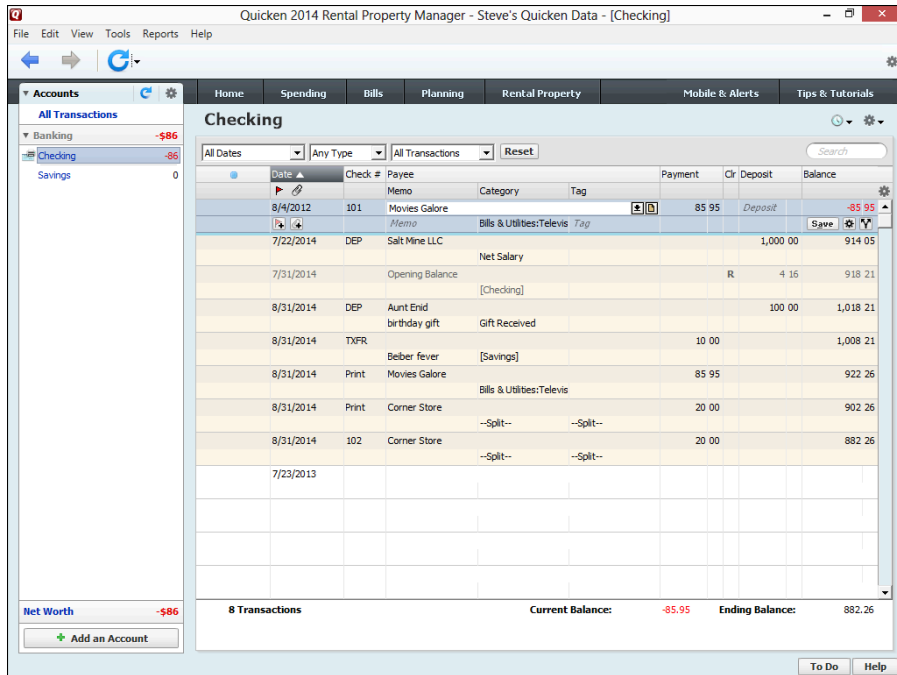 Quicken 2014 Rental Property Manager - Steve's Quicken Data - [Checking]
File Edit View Tools Reports Help
Accounts
Home Spending Bills Planning Rental Property Mobile & Alerts Tips & Tutorials
All Transactions
Banking -$86
Checking -86
Savings 0
Checking
All Dates Any Type All Transactions Reset Search
Date Check # Payee Payment Clr Deposit Balance
Memo Category Tag
8/4/2012 101 Movies Galore 85 95 Deposit -85 95
Memo Bills & Utilities:Televis Tag Save
7/22/2014 DEP Salt Mine LLC 1,000 00 914 05
Net Salary
7/31/2014 Opening Balance R 4 16 918 21
[Checking]
8/31/2014 DEP Aunt Enid 100 00 1,018 21
birthday gift Gift Received
8/31/2014 TXFR 10 00 1,008 21
Beiber fever [Savings]
8/31/2014 Print Movies Galore 85 95 922 26
Bills & Utilities:Televis
8/31/2014 Print Corner Store 20 00 902 26
--Split-- --Split--
8/31/2014 102 Corner Store 20 00 882 26
--Split-- --Split--
7/23/2013
Net Worth -$86
8 Transactions Current Balance: -85.95 Ending Balance: 882.26
Add an Account
To Do Help